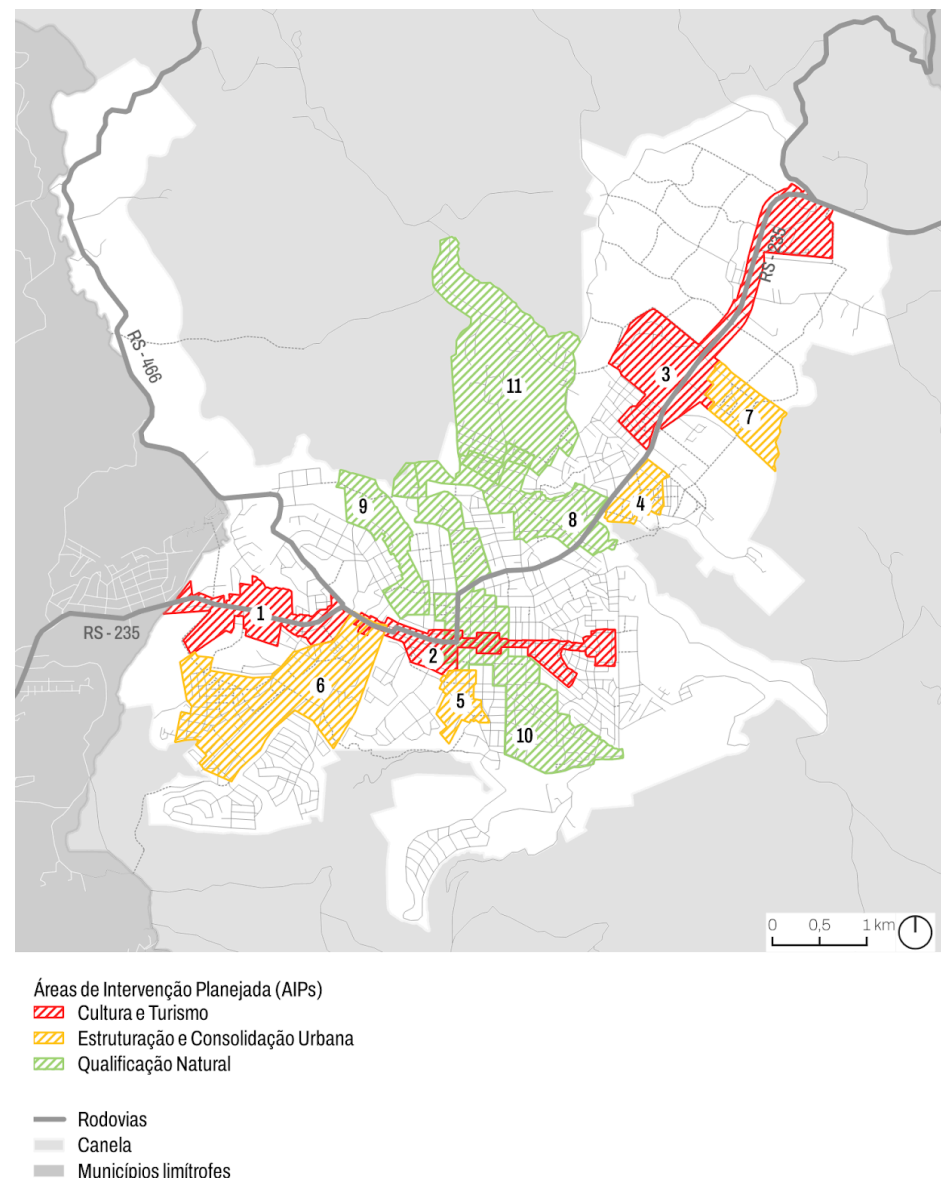 RS - 235
RS - 466
3
11
7
9
4
8
1
RS - 235
2
6
5
10
0 0,5 1 km
Áreas de Intervenção Planejada (AIPs)
Cultura e Turismo
Estruturação e Consolidação Urbana
Qualificação Natural
Rodovias
Canela
Municípios limítrofes